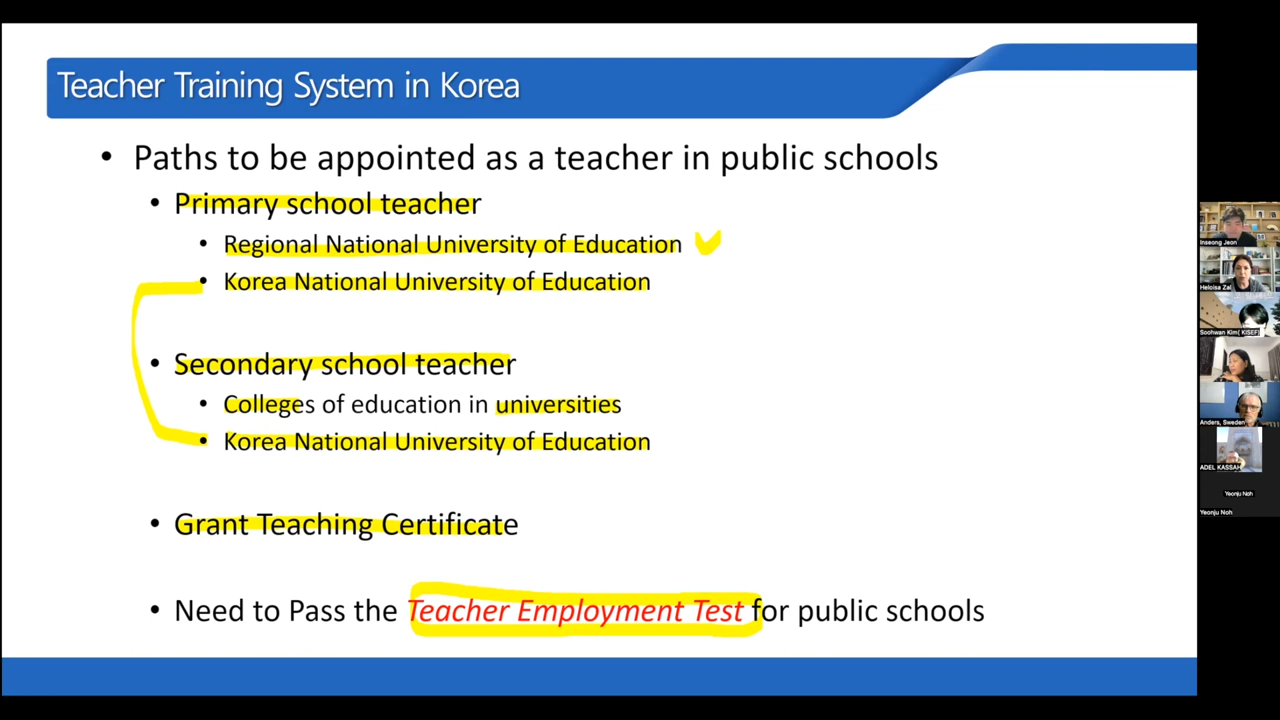 Teacher Training System in Korea
• Paths to be appointed as a teacher in public schools
• Primary school teacher
• Regional National University of Education
• Korea National University of Education
• Secondary school teacher
• Colleges of education in universities
• Korea National University of Education
• Grant Teaching Certificate
• Need to Pass the Teacher Employment Test for public schools
Inseong Jeon
Heloisa Zal
Soohwan Kim( KISEF)
Anders, Sweden
ADEL KASSAH
Yeonju Noh
Yeonju Noh